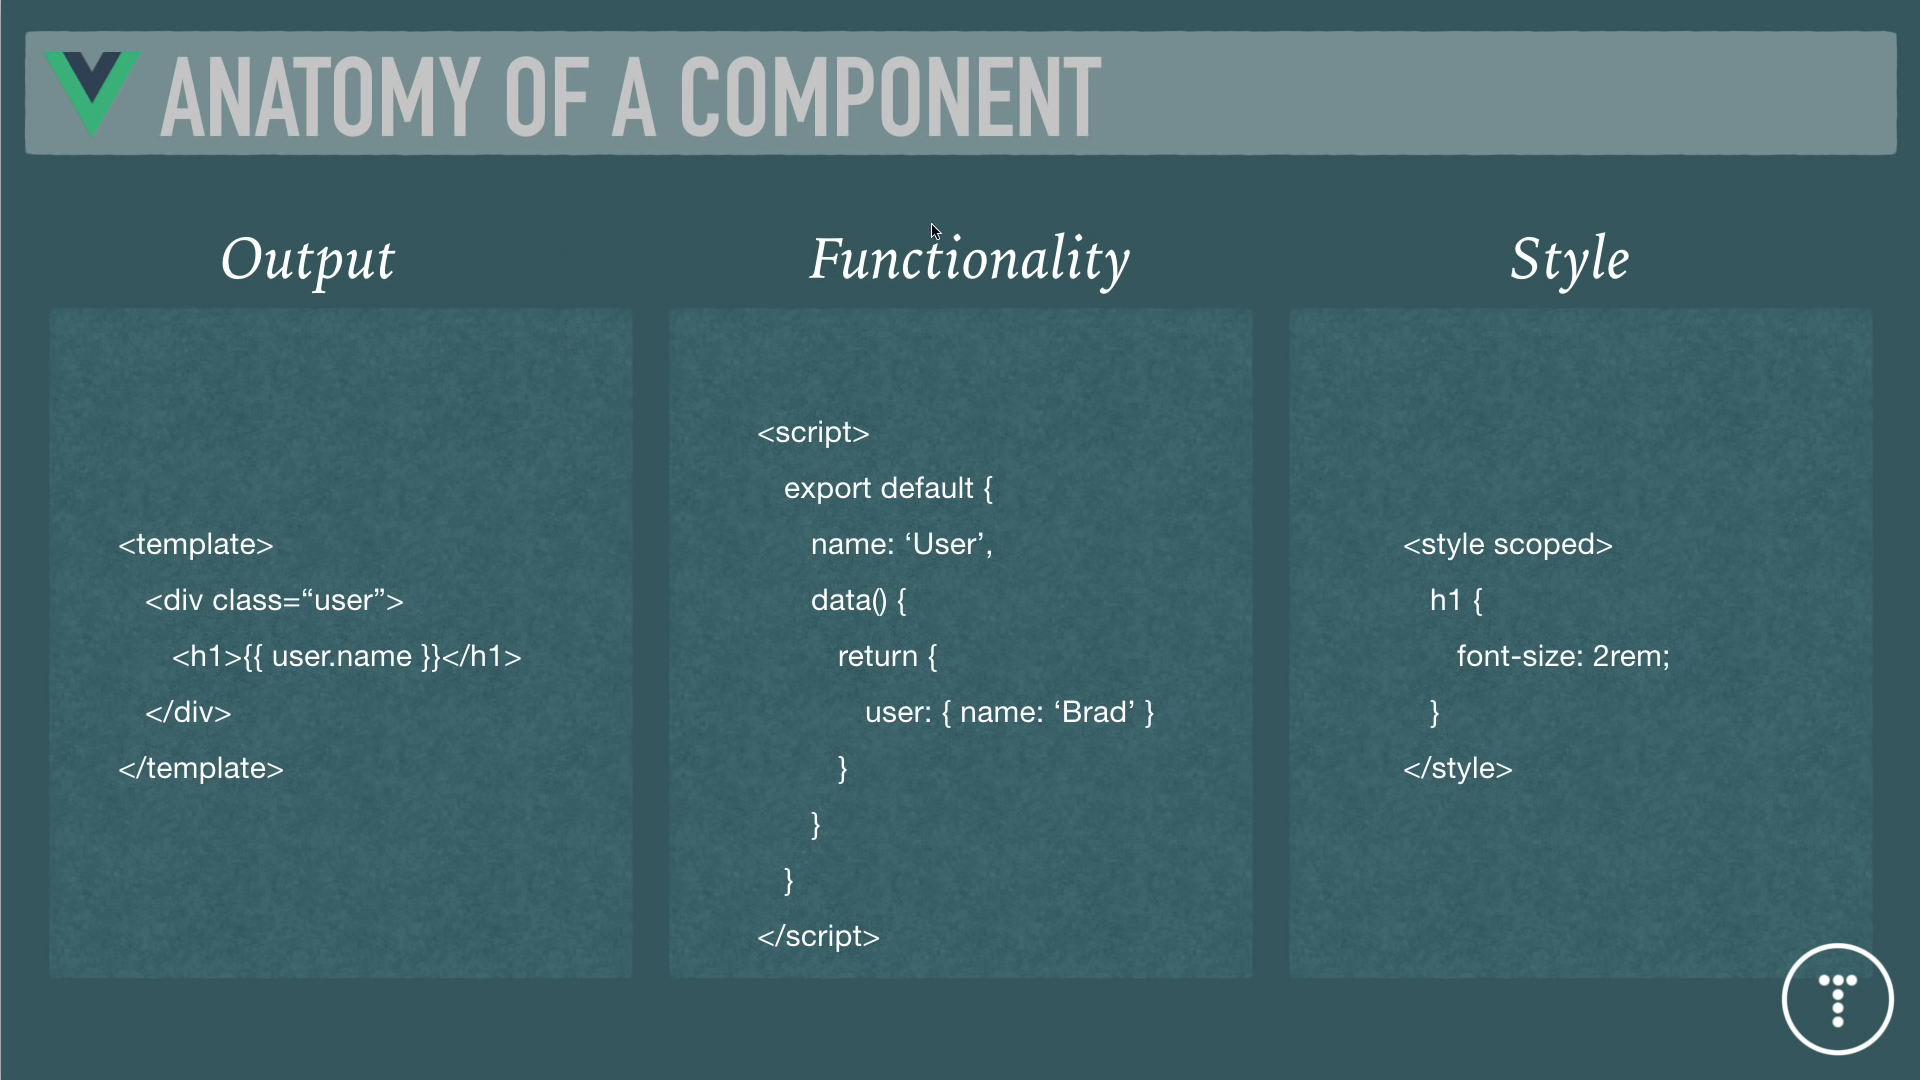 ANATOMY OF A COMPONENT
Output
<template>
<div class=“user”>
<h1>{{ user.name }}</h1>
</div>
</template>
Functionality
<script>
export default {
name: ‘User’,
data() {
return {
user: { name: ‘Brad’ }
}
}
}
</script>
Style
<style scoped>
h1 {
font-size: 2rem;
}
</style>
T